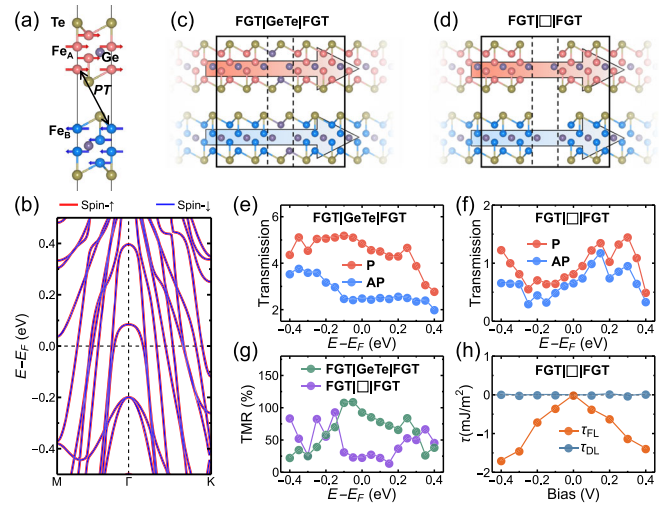 (a)
Te
Fe_A
Ge
PT
Fe_B
(c)
FGT|GeTe|FGT
(d)
FGT|□|FGT
(b)
Spin-↑
Spin-↓
E−E_F (eV)
0.4
0.2
0.0
−0.2
−0.4
M
Γ
K
(e)
FGT|GeTe|FGT
Transmission
6
4
2
P
AP
−0.4 −0.2 0.0 0.2 0.4
E−E_F (eV)
(f)
FGT|□|FGT
Transmission
2
1
0
P
AP
−0.4 −0.2 0.0 0.2 0.4
E−E_F (eV)
(g)
FGT|GeTe|FGT
FGT|□|FGT
TMR (%)
150
100
50
0
−0.4 −0.2 0.0 0.2 0.4
E−E_F (eV)
(h)
FGT|□|FGT
τ(mJ/m²)
1
0
−1
−2
τ_FL
τ_DL
−0.4 −0.2 0.0 0.2 0.4
Bias (V)